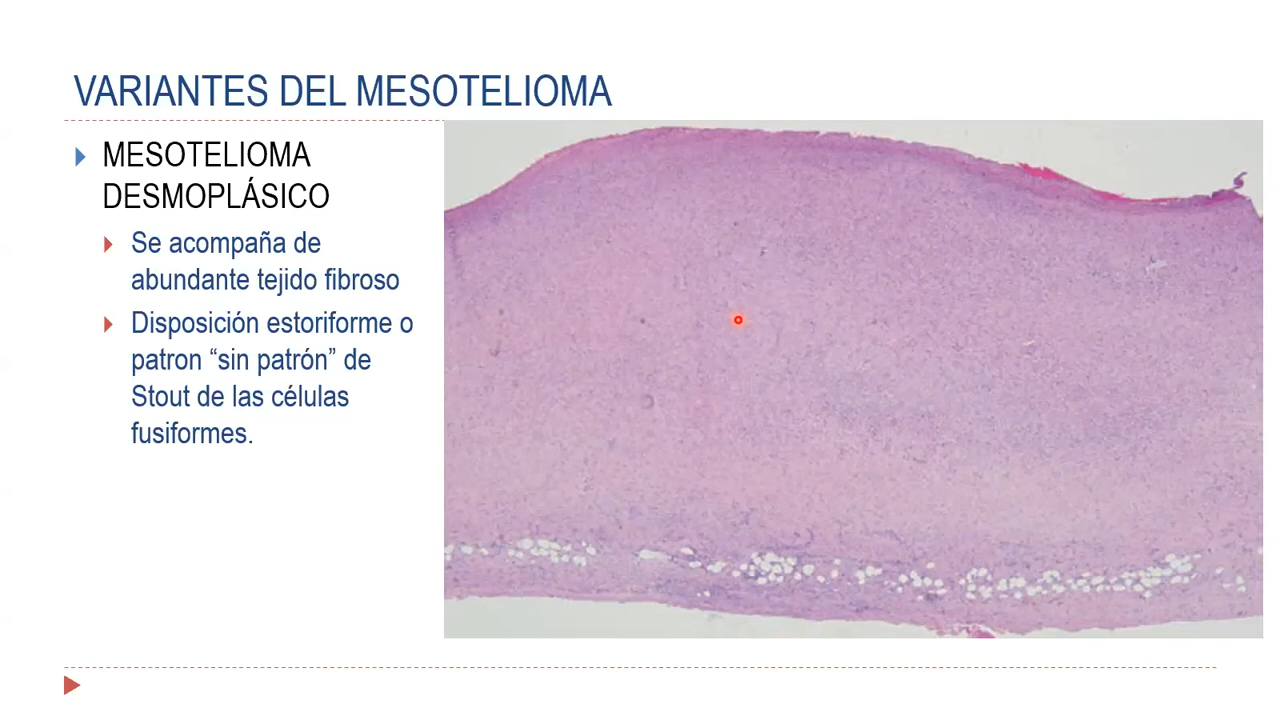 VARIANTES DEL MESOTELIOMA
MESOTELIOMA
DESMOPLÁSICO
Se acompaña de
abundante tejido fibroso
Disposición estoriforme o
patron “sin patrón” de
Stout de las células
fusiformes.